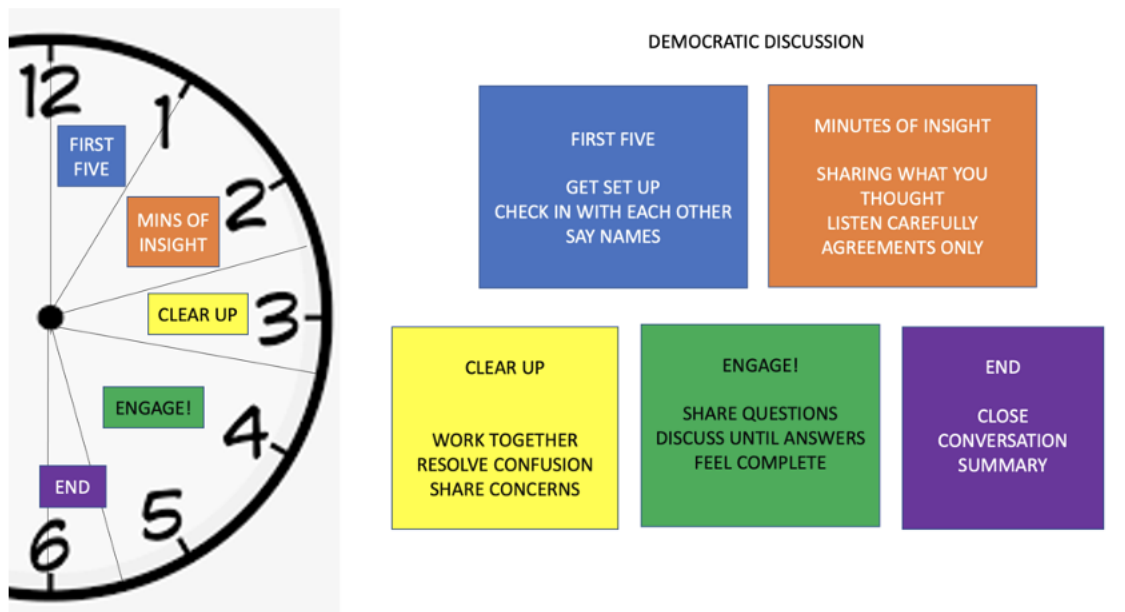 12
1
2
3
4
5
6
FIRST
FIVE
MINS OF
INSIGHT
CLEAR UP
ENGAGE!
END
DEMOCRATIC DISCUSSION
FIRST FIVE
GET SET UP
CHECK IN WITH EACH OTHER
SAY NAMES
MINUTES OF INSIGHT
SHARING WHAT YOU
THOUGHT
LISTEN CAREFULLY
AGREEMENTS ONLY
CLEAR UP
WORK TOGETHER
RESOLVE CONFUSION
SHARE CONCERNS
ENGAGE!
SHARE QUESTIONS
DISCUSS UNTIL ANSWERS
FEEL COMPLETE
END
CLOSE
CONVERSATION
SUMMARY